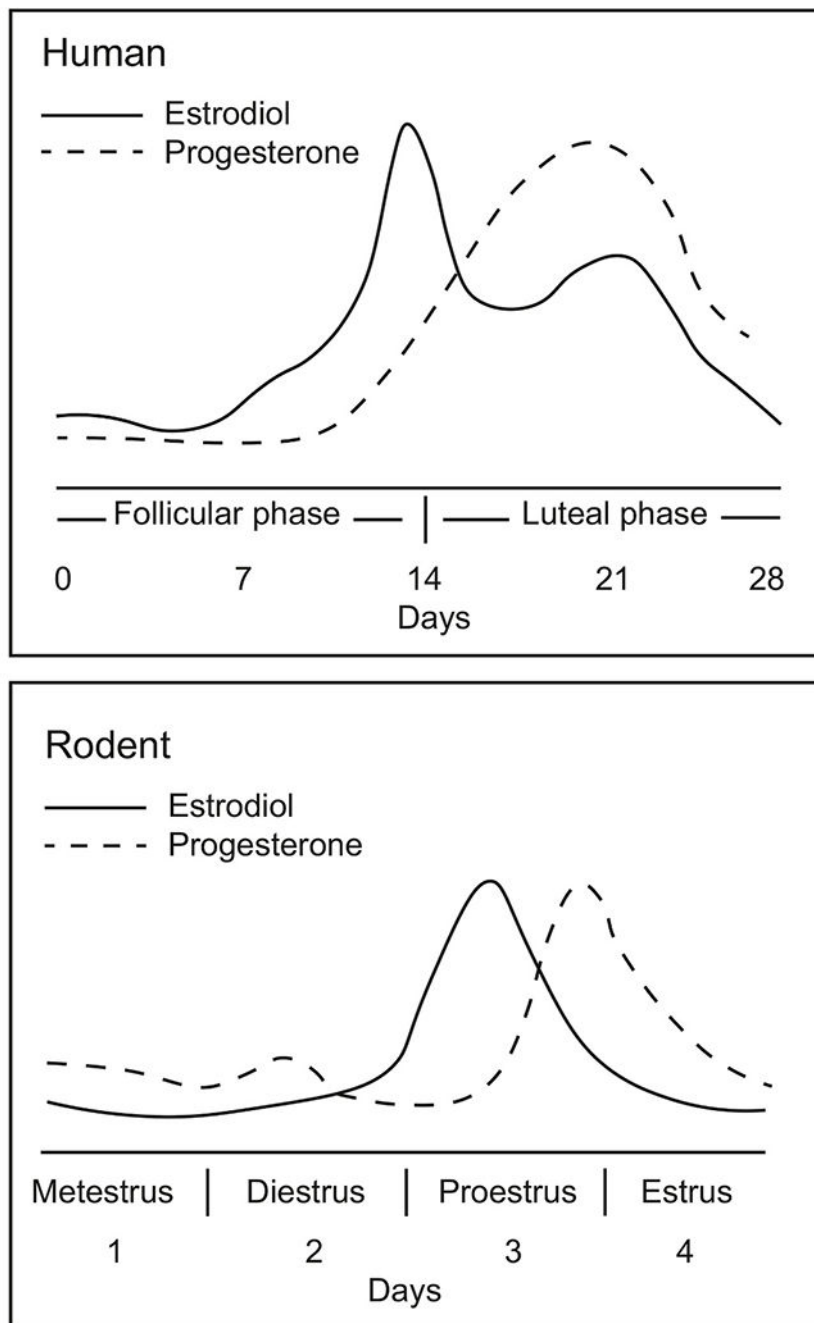 Human
Estrodiol
Progesterone
Follicular phase | Luteal phase
0 7 14 21 28
Days
Rodent
Estrodiol
Progesterone
Metestrus | Diestrus | Proestrus | Estrus
1 2 3 4
Days